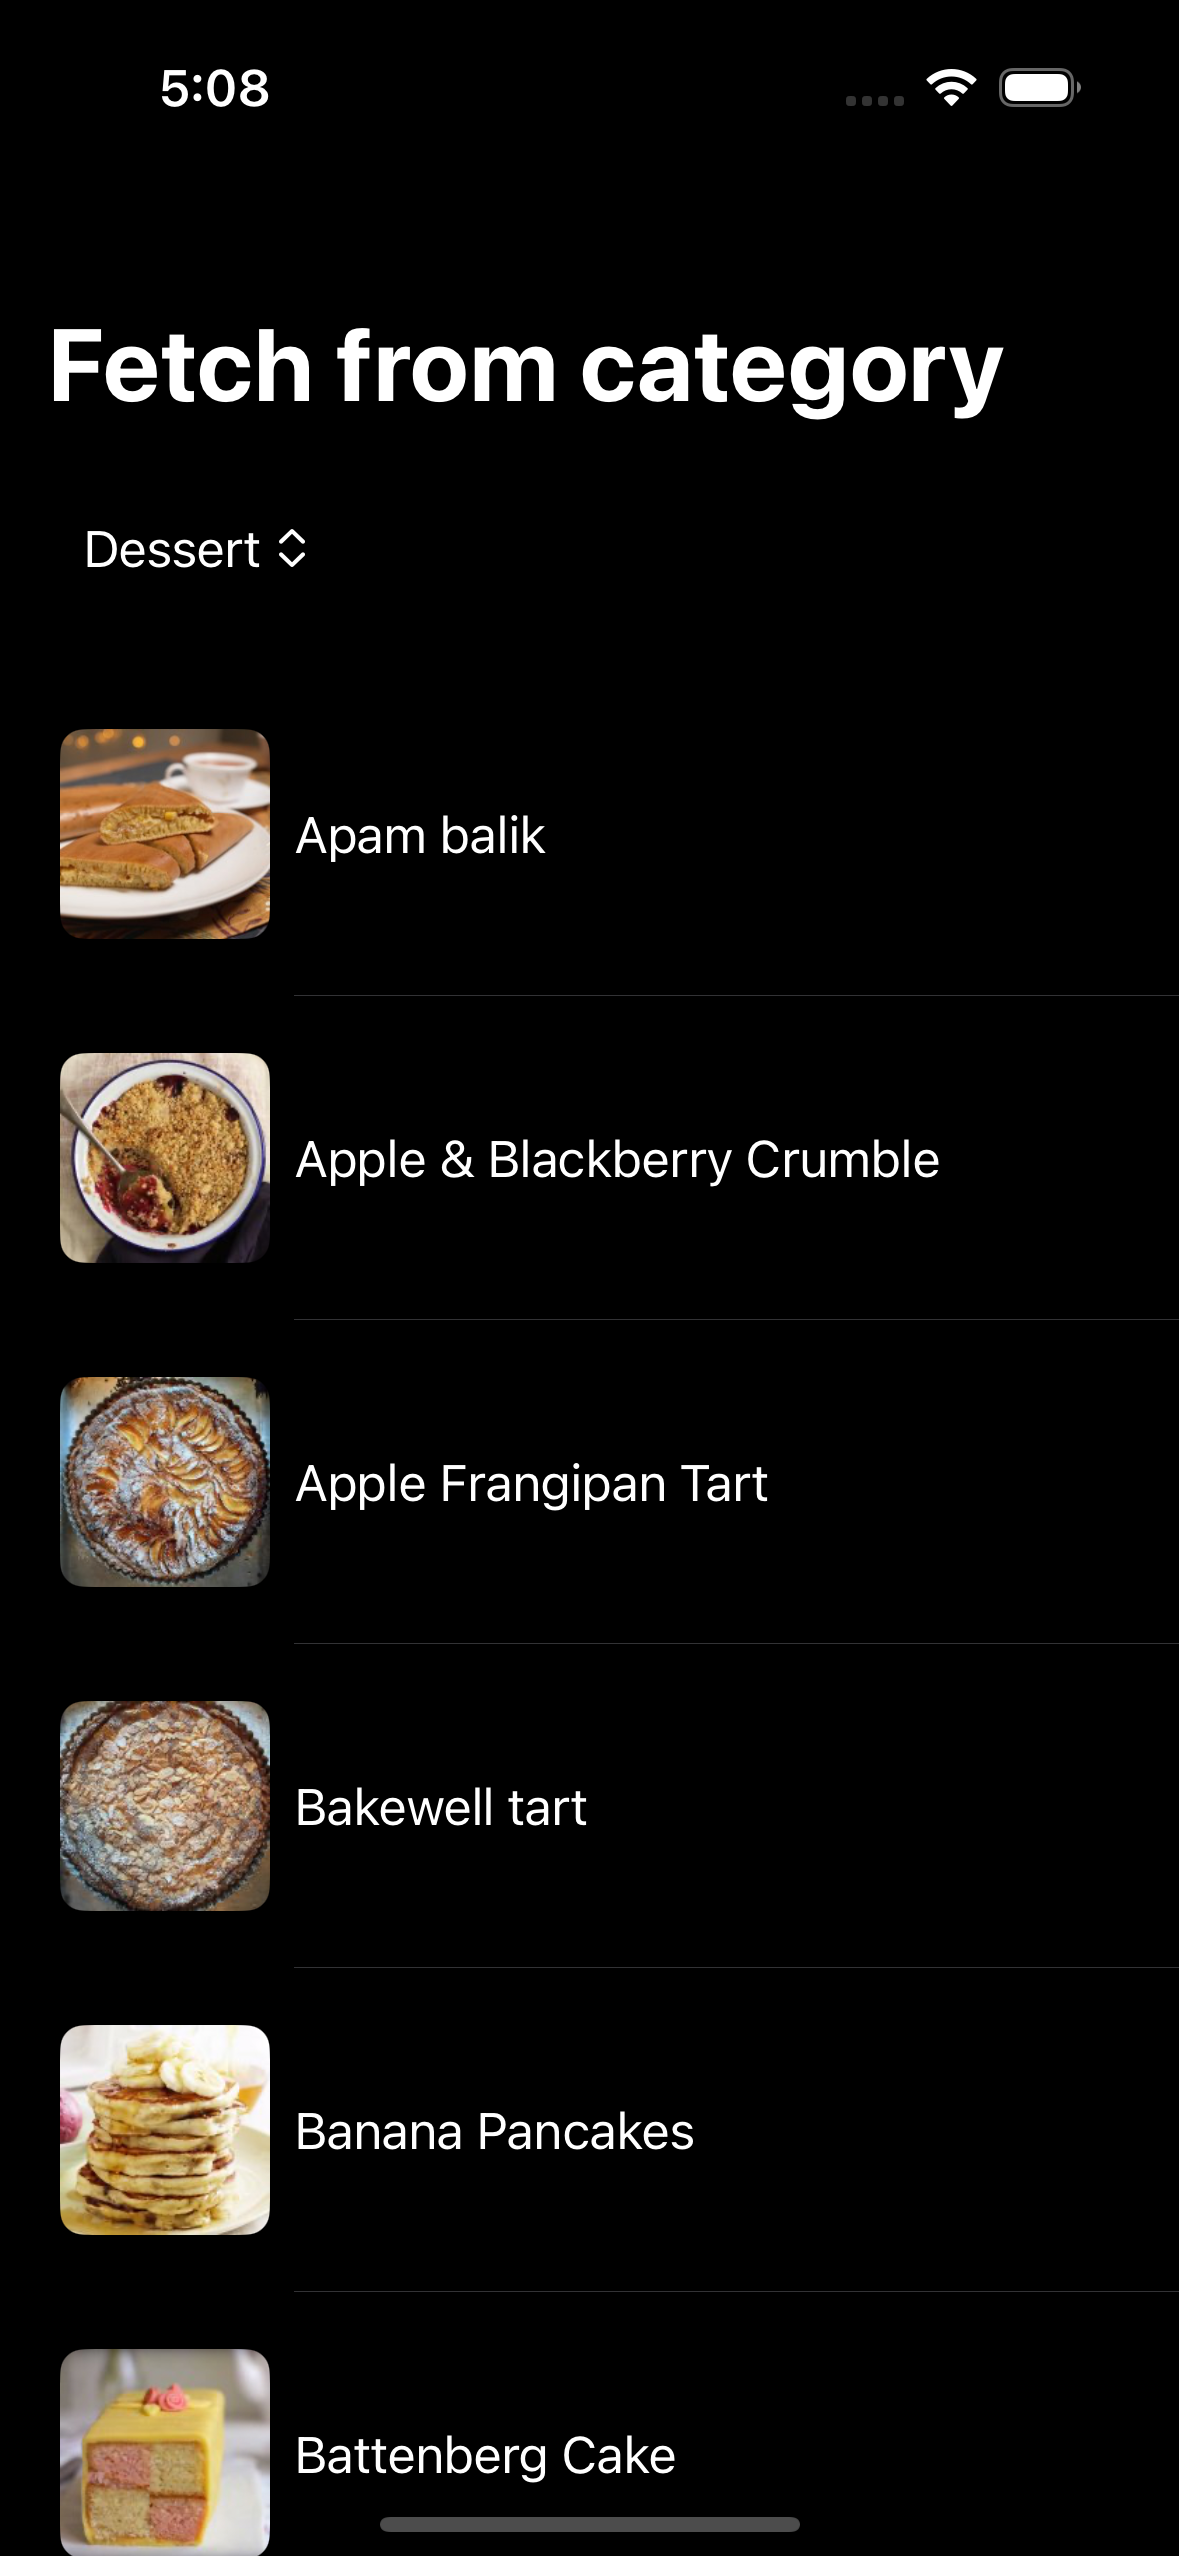 5:08
Fetch from category
Dessert
Apam balik
Apple & Blackberry Crumble
Apple Frangipan Tart
Bakewell tart
Banana Pancakes
Battenberg Cake